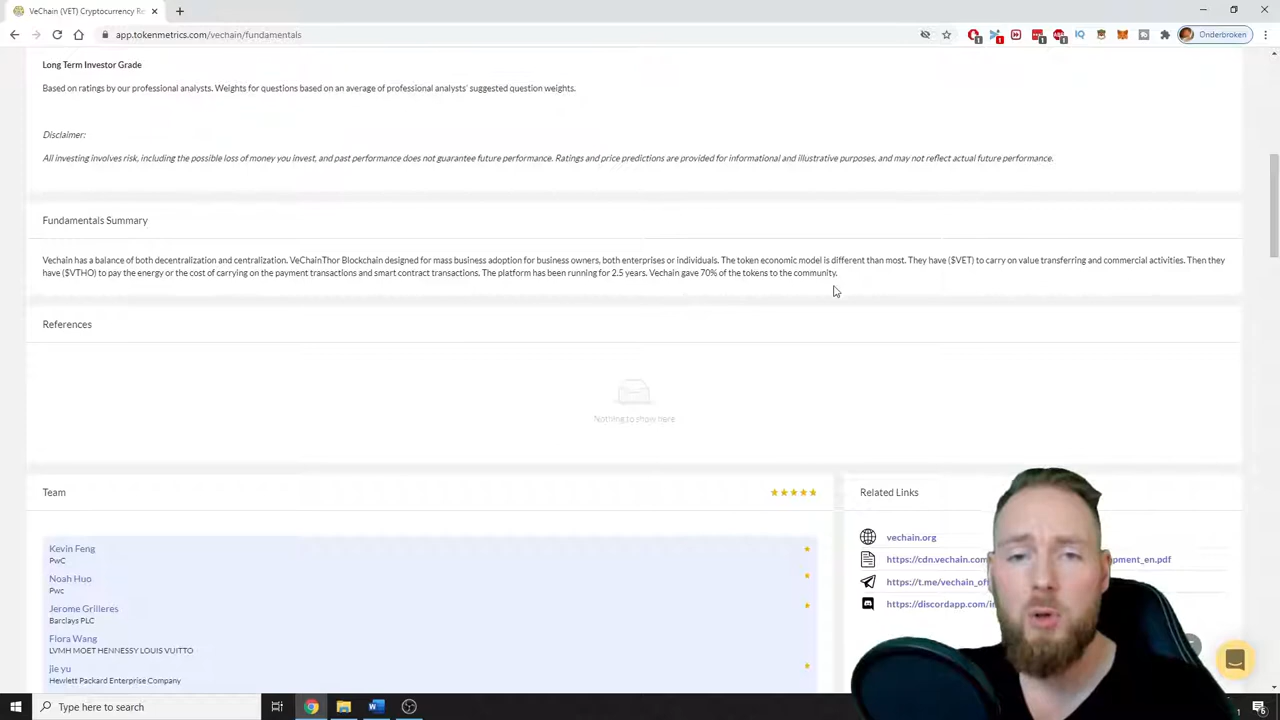 VeChain (VET) Cryptocurrency Re
app.tokenmetrics.com/vechain/fundamentals
Onderbroken
Long Term Investor Grade
Based on ratings by our professional analysts. Weights for questions based on an average of professional analysts' suggested question weights.
Disclaimer:
All investing involves risk, including the possible loss of money you invest, and past performance does not guarantee future performance. Ratings and price predictions are provided for informational and illustrative purposes, and may not reflect actual future performance.
Fundamentals Summary
Vechain has a balance of both decentralization and centralization. VeChainThor Blockchain designed for mass business adoption for business owners, both enterprises or individuals. The token economic model is different than most. They have ($VET) to carry on value transferring and commercial activities. Then they
have ($VTHO) to pay the energy or the cost of carrying on the payment transactions and smart contract transactions. The platform has been running for 2.5 years. Vechain gave 70% of the tokens to the community.
References
Nothing to show here
Team
Kevin Feng
PwC
Noah Huo
Pwc
Jerome Grilleres
Barclays PLC
Flora Wang
LVMH MOET HENNESSY LOUIS VUITTO
jie yu
Hewlett Packard Enterprise Company
Related Links
vechain.org
https://cdn.vechain.com pment_en.pdf
https://t.me/vechain_off
https://discordapp.com/in
Type here to search